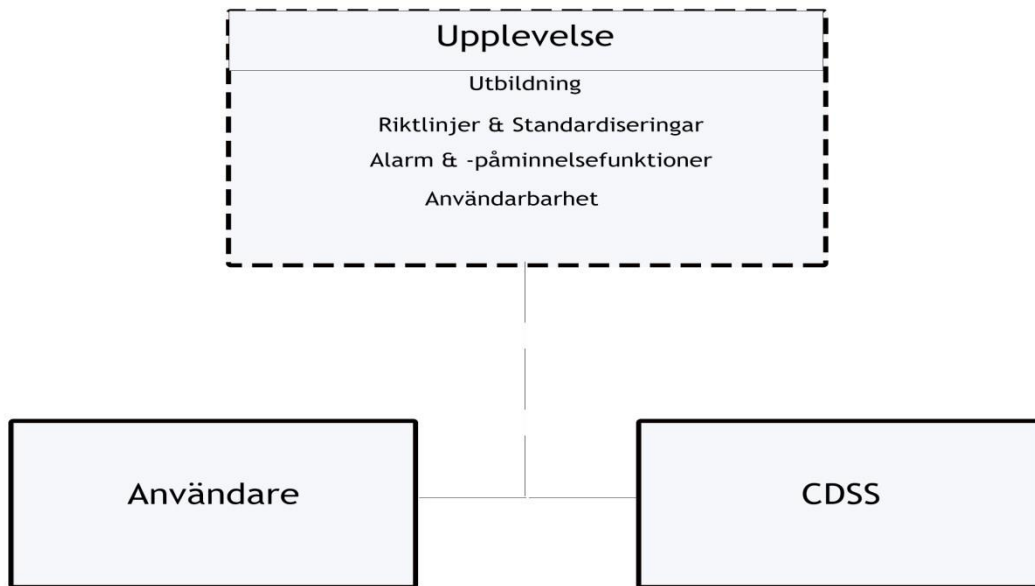 Upplevelse
Utbildning
Riktlinjer & Standardiseringar
Alarm & -påminnelsefunktioner
Användarbarhet
Användare
CDSS